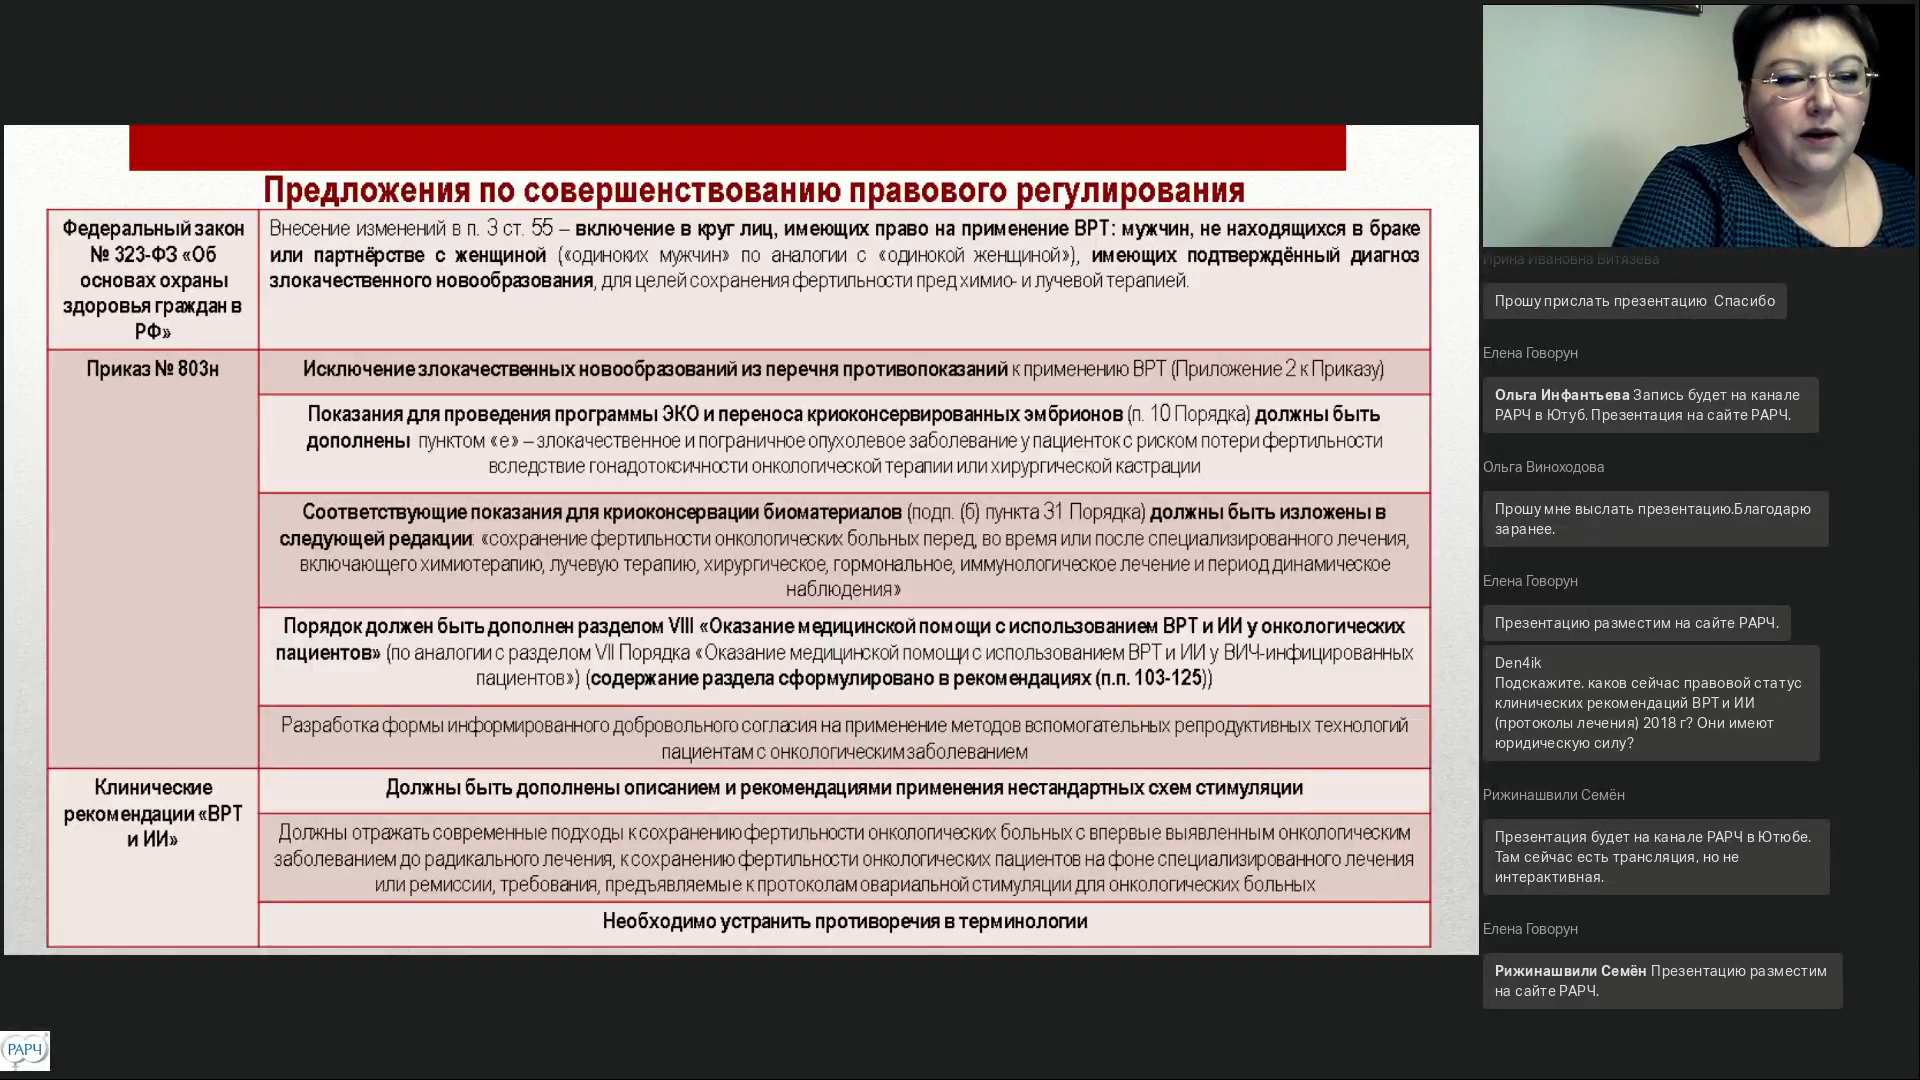 Предложения по совершенствованию правового регулирования
Федеральный закон
№ 323-ФЗ «Об
основах охраны
здоровья граждан в
РФ»
Внесение изменений в п. 3 ст. 55 – включение в круг лиц, имеющих право на применение ВРТ: мужчин, не находящихся в браке
или партнёрстве с женщиной («одиноких мужчин» по аналогии с «одинокой женщиной»), имеющих подтверждённый диагноз
злокачественного новообразования, для целей сохранения фертильности пред химио- и лучевой терапией.
Приказ № 803н
Исключение злокачественных новообразований из перечня противопоказаний к применению ВРТ (Приложение 2 к Приказу)
Показания для проведения программы ЭКО и переноса криоконсервированных эмбрионов (п. 10 Порядка) должны быть
дополнены пунктом «е» – злокачественное и пограничное опухолевое заболевание у пациенток с риском потери фертильности
вследствие гонадотоксичности онкологической терапии или хирургической кастрации
Соответствующие показания для криоконсервации биоматериалов (подп. (б) пункта 31 Порядка) должны быть изложены в
следующей редакции: «сохранение фертильности онкологических больных перед, во время или после специализированного лечения,
включающего химиотерапию, лучевую терапию, хирургическое, гормональное, иммунологическое лечение и период динамическое
наблюдения»
Порядок должен быть дополнен разделом VIII «Оказание медицинской помощи с использованием ВРТ и ИИ у онкологических
пациентов» (по аналогии с разделом VII Порядка «Оказание медицинской помощи с использованием ВРТ и ИИ у ВИЧ-инфицированных
пациентов») (содержание раздела сформулировано в рекомендациях (п.п. 103-125))
Разработка формы информированного добровольного согласия на применение методов вспомогательных репродуктивных технологий
пациентам с онкологическим заболеванием
Клинические
рекомендации «ВРТ
и ИИ»
Должны быть дополнены описанием и рекомендациями применения нестандартных схем стимуляции
Должны отражать современные подходы к сохранению фертильности онкологических больных с впервые выявленным онкологическим
заболеванием до радикального лечения, к сохранению фертильности онкологических пациентов на фоне специализированного лечения
или ремиссии, требования, предъявляемые к протоколам овариальной стимуляции для онкологических больных
Необходимо устранить противоречия в терминологии
РАРЧ
Ирина Ивановна Витязева
Прошу прислать презентацию Спасибо
Елена Говорун
Ольга Инфантьева Запись будет на канале
РАРЧ в Ютуб. Презентация на сайте РАРЧ.
Ольга Виноходова
Прошу мне выслать презентацию.Благодарю
заранее.
Елена Говорун
Презентацию разместим на сайте РАРЧ.
Den4ik
Подскажите. каков сейчас правовой статус
клинических рекомендаций ВРТ и ИИ
(протоколы лечения) 2018 г? Они имеют
юридическую силу?
Рижинашвили Семён
Презентация будет на канале РАРЧ в Ютюбе.
Там сейчас есть трансляция, но не
интерактивная.
Елена Говорун
Рижинашвили Семён Презентацию разместим
на сайте РАРЧ.